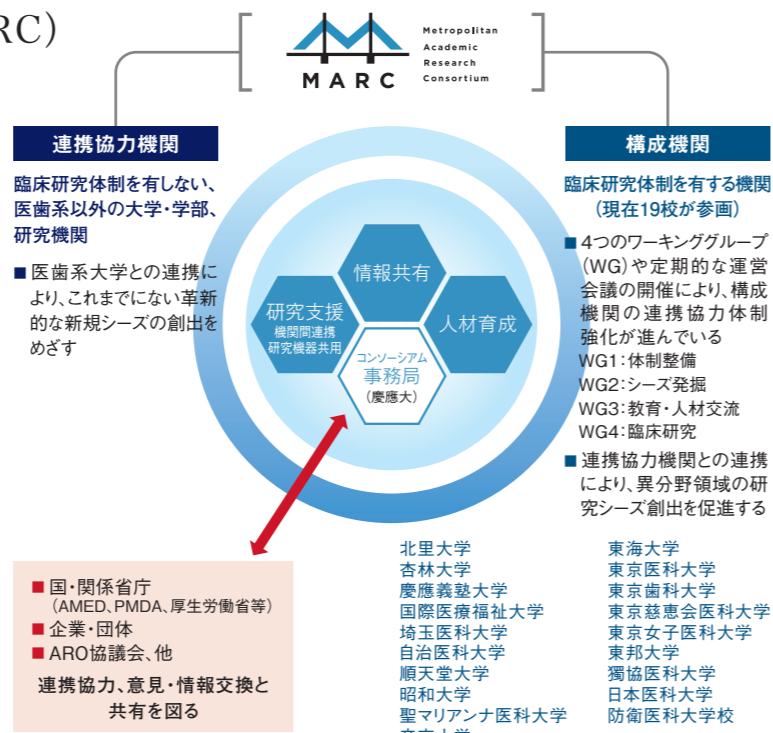 RC)
MARC
Metropolitan
Academic
Research
Consortium
連携協力機関
臨床研究体制を有しない、
医歯系以外の大学・学部、
研究機関
■ 医歯系大学との連携に
より、これまでにない革新
的な新規シーズの創出を
めざす
情報共有
研究支援
機関間連携
研究機器共用
人材育成
コンソーシアム
事務局
(慶應大)
構成機関
臨床研究体制を有する機関
(現在19校が参画)
■ 4つのワーキンググループ
(WG)や定期的な運営
会議の開催により、構成
機関の連携協力体制
強化が進んでいる
WG1:体制整備
WG2:シーズ発掘
WG3:教育・人材交流
WG4:臨床研究
■ 連携協力機関との連携
により、異分野領域の研
究シーズ創出を促進する
■ 国・関係省庁
(AMED、PMDA、厚生労働省等)
■ 企業・団体
■ ARO協議会、他
連携協力、意見・情報交換と
共有を図る
北里大学
杏林大学
慶應義塾大学
国際医療福祉大学
埼玉医科大学
自治医科大学
順天堂大学
昭和大学
聖マリアンナ医科大学
東海大学
東京医科大学
東京歯科大学
東京慈恵会医科大学
東京女子医科大学
東邦大学
獨協医科大学
日本医科大学
防衛医科大学校